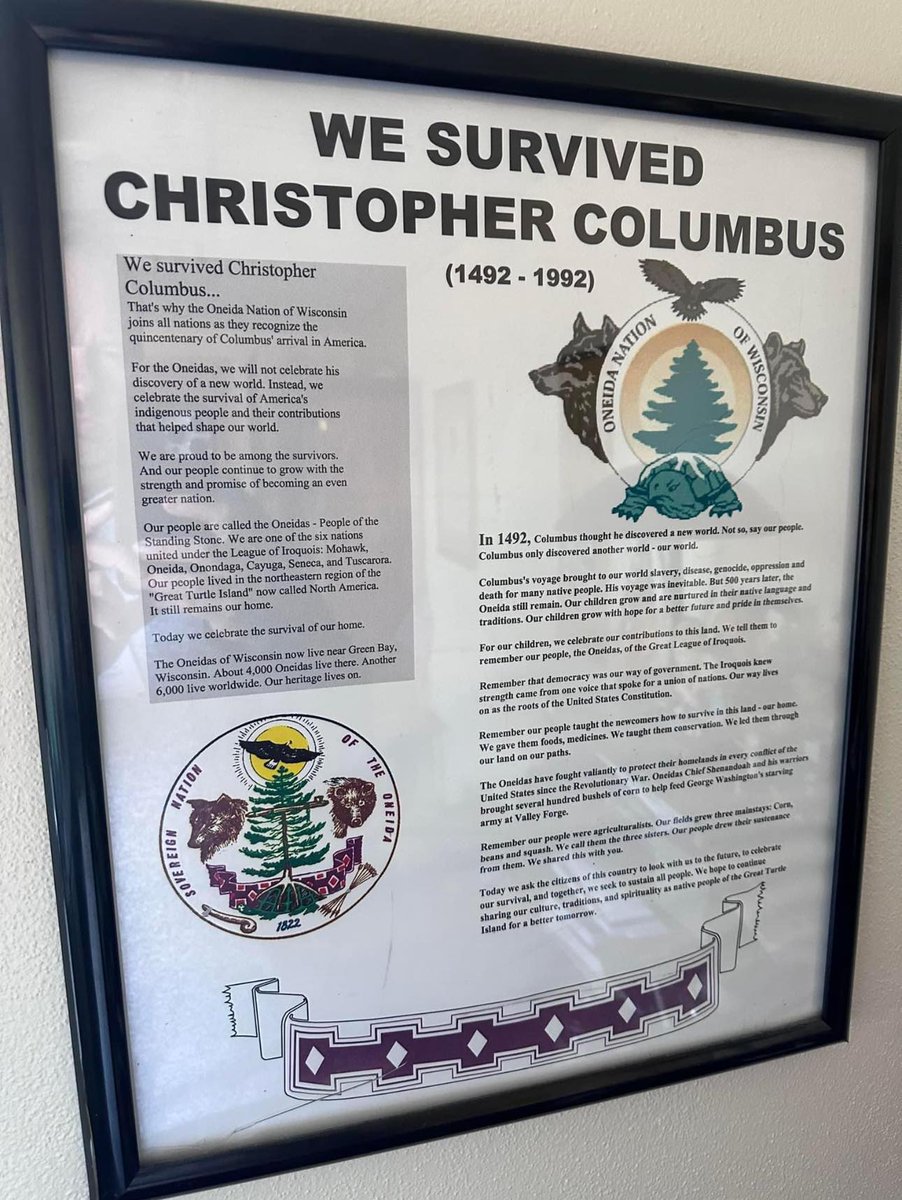 WE SURVIVED
CHRISTOPHER COLUMBUS
(1492 - 1992)
We survived Christopher
Columbus...
That's why the Oneida Nation of Wisconsin
joins all nations as they recognize the
quincentenary of Columbus' arrival in America.
For the Oneidas, we will not celebrate his
discovery of a new world. Instead, we
celebrate the survival of America's
indigenous people and their contributions
that helped shape our world.
We are proud to be among the survivors.
And our people continue to grow with the
strength and promise of becoming an even
greater nation.
Our people are called the Oneidas - People of the
Standing Stone. We are one of the six nations
united under the League of Iroquois: Mohawk,
Oneida, Onondaga, Cayuga, Seneca, and Tuscarora.
Our people lived in the northeastern region of the
"Great Turtle Island" now called North America.
It still remains our home.
Today we celebrate the survival of our home.
The Oneidas of Wisconsin now live near Green Bay,
Wisconsin. About 4,000 Oneidas live there. Another
6,000 live worldwide. Our heritage lives on.
SOVEREIGN NATION OF THE ONEIDA
1822
ONEIDA NATION OF WISCONSIN
In 1492, Columbus thought he discovered a new world. Not so, say our people.
Columbus only discovered another world - our world.
Columbus's voyage brought to our world slavery, disease, genocide, oppression and
death for many native people. His voyage was inevitable. But 500 years later, the
Oneida still remain. Our children grow and are nurtured in their native language and
traditions. Our children grow with hope for a better future and pride in themselves.
For our children, we celebrate our contributions to this land. We tell them to
remember our people, the Oneidas, of the Great League of Iroquois.
Remember that democracy was our way of government. The Iroquois knew
strength came from one voice that spoke for a union of nations. Our way lives
on as the roots of the United States Constitution.
Remember our people taught the newcomers how to survive in this land - our home.
We gave them foods, medicines. We taught them conservation. We led them through
our land on our paths.
The Oneidas have fought valiantly to protect their homelands in every conflict of the
United States since the Revolutionary War. Oneidas Chief Shenandoah and his warriors
brought several hundred bushels of corn to help feed George Washington's starving
army at Valley Forge.
Remember our people were agriculturalists. Our fields grew three mainstays: Corn,
beans and squash. We call them the three sisters. Our people drew their sustenance
from them. We shared this with you.
Today we ask the citizens of this country to look with us to the future, to celebrate
our survival, and together, we seek to sustain all people. We hope to continue
sharing our culture, traditions, and spirituality as native people of the Great Turtle
Island for a better tomorrow.